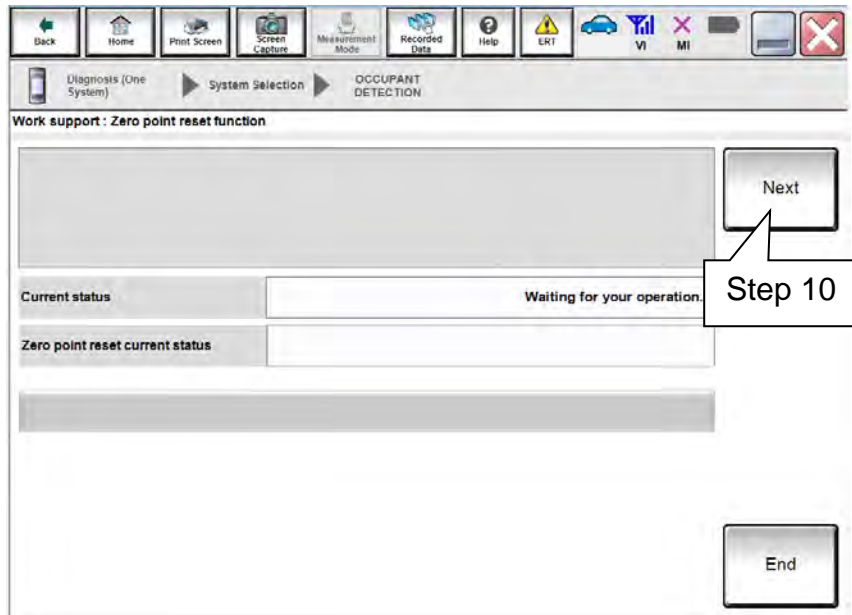 Back
Home
Print Screen
Screen
Capture
Measurement
Mode
Recorded
Data
Help
ERT
VI
MI
Diagnosis (One
System)
System Selection
OCCUPANT
DETECTION
Work support : Zero point reset function
Next
Step 10
Current status
Waiting for your operation.
Zero point reset current status
End